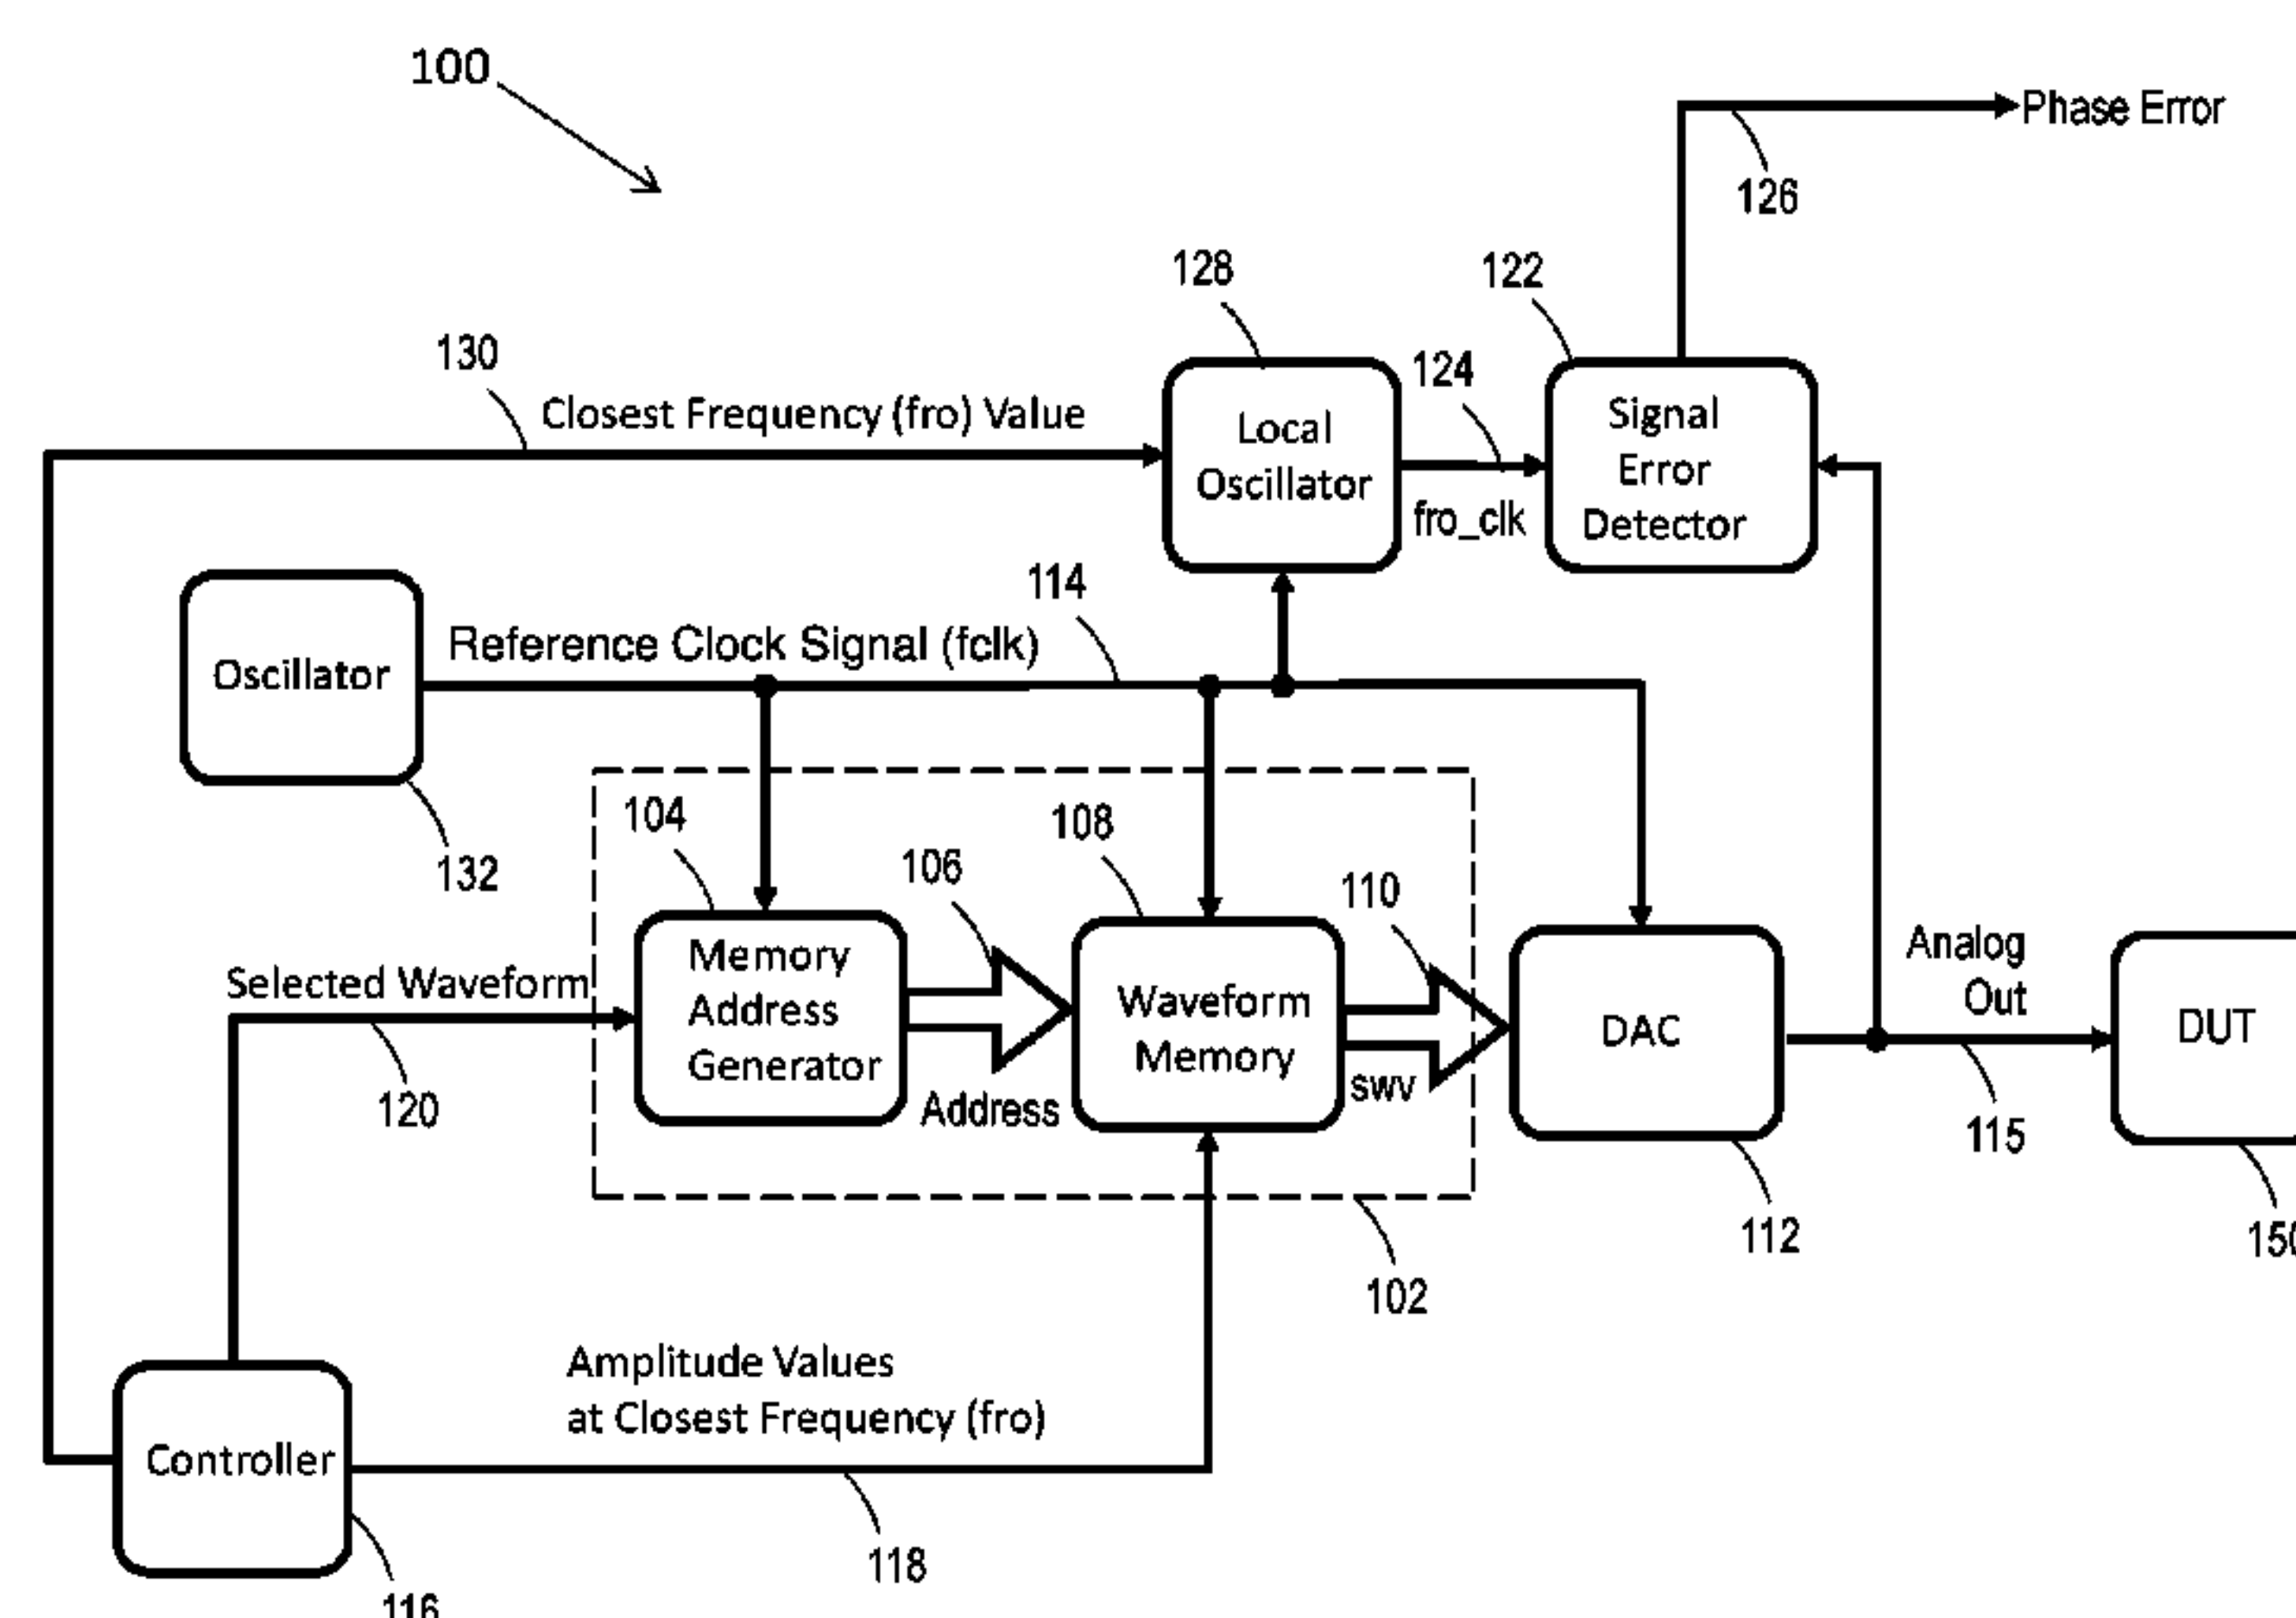 100
Phase Error
126
128
122
130
124
Closest Frequency (fro) Value
Local
Oscillator
Signal
Error
Detector
fro_clk
114
Oscillator
Reference Clock Signal (fclk)
132
104
108
106
110
Memory
Address
Generator
Waveform
Memory
DAC
Analog
Out
DUT
Selected Waveform
120
Address
swv
115
112
102
Amplitude Values
at Closest Frequency (fro)
Controller
118
116